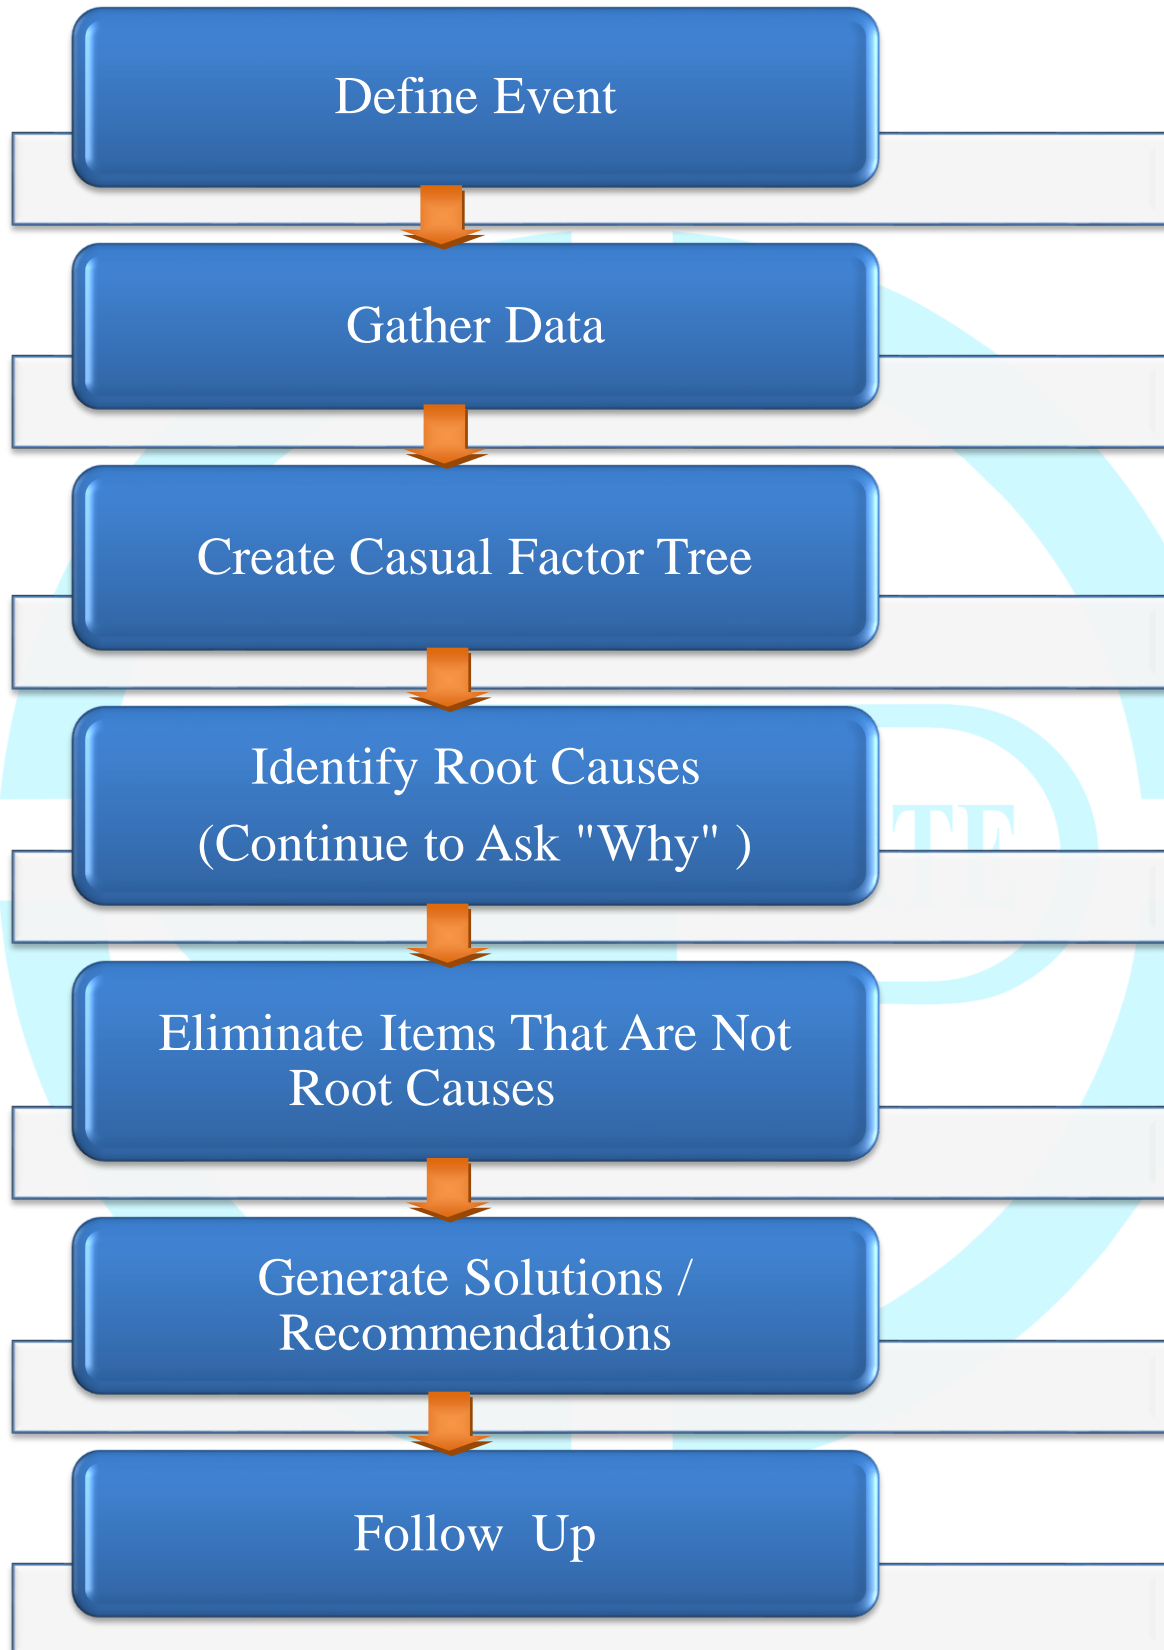 Define Event
Gather Data
Create Casual Factor Tree
Identify Root Causes
(Continue to Ask "Why" )
TE
Eliminate Items That Are Not
Root Causes
Generate Solutions /
Recommendations
Follow  Up